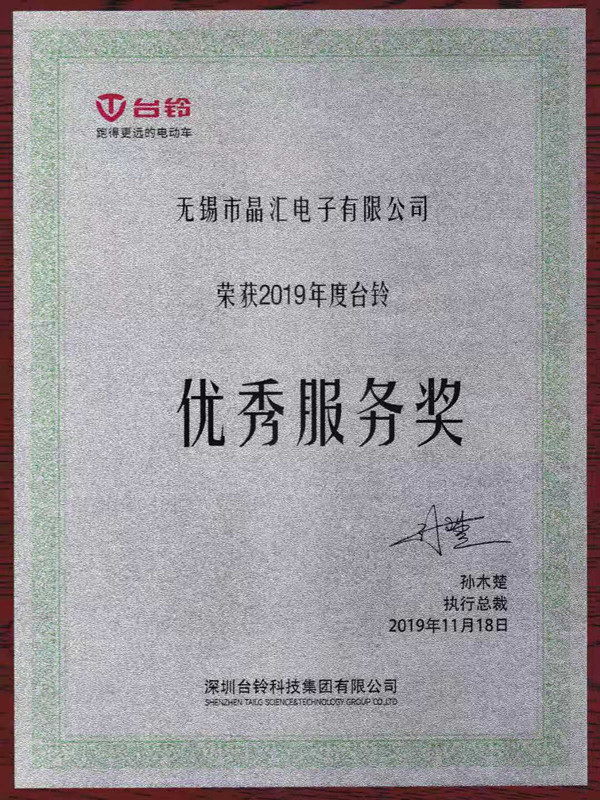 台铃
跑得更远的电动车
无锡市晶汇电子有限公司
荣获2019年度台铃
优秀服务奖
孙木楚
执行总裁
2019年11月18日
深圳台铃科技集团有限公司
SHENZHEN TAILG SCIENCE&TECHNOLOGY GROUP CO.,LTD